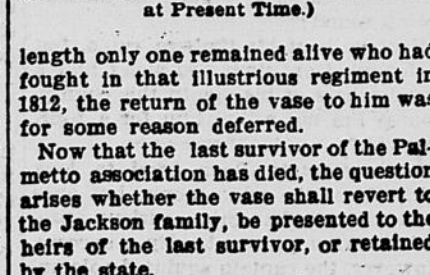 at Present Time.)
length only one remained alive who had
fought in that illustrious regiment in
1812, the return of the vase to him was
for some reason deferred.
Now that the last survivor of the Pal-
metto association has died, the question
arises whether the vase shall revert to
the Jackson family, be presented to the
heirs of the last survivor, or retained
by the state.